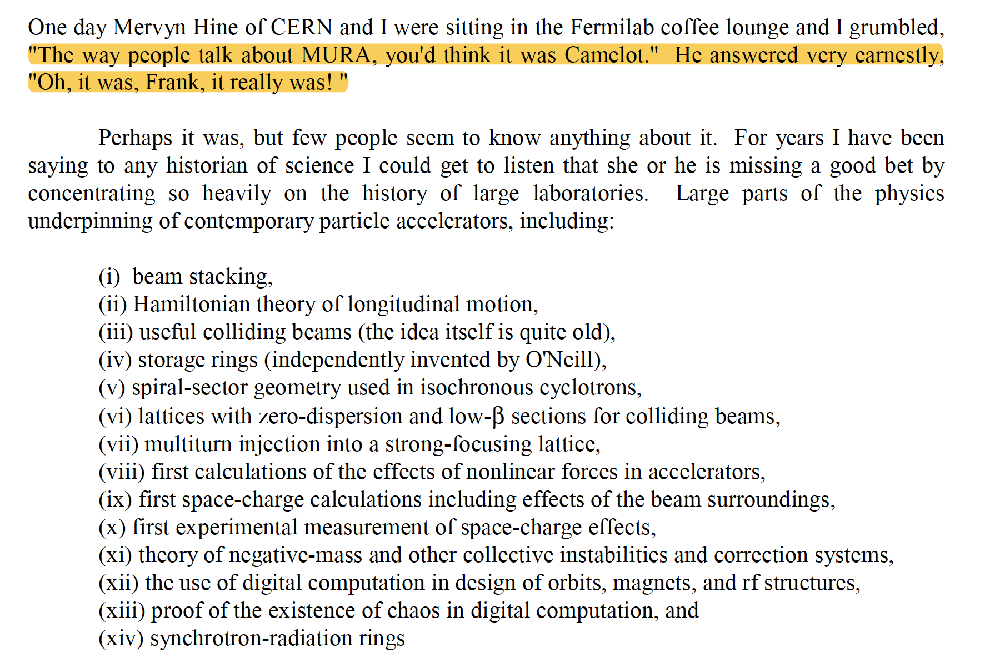 One day Mervyn Hine of CERN and I were sitting in the Fermilab coffee lounge and I grumbled,
"The way people talk about MURA, you'd think it was Camelot." He answered very earnestly,
"Oh, it was, Frank, it really was! "
Perhaps it was, but few people seem to know anything about it. For years I have been
saying to any historian of science I could get to listen that she or he is missing a good bet by
concentrating so heavily on the history of large laboratories. Large parts of the physics
underpinning of contemporary particle accelerators, including:
(i) beam stacking,
(ii) Hamiltonian theory of longitudinal motion,
(iii) useful colliding beams (the idea itself is quite old),
(iv) storage rings (independently invented by O'Neill),
(v) spiral-sector geometry used in isochronous cyclotrons,
(vi) lattices with zero-dispersion and low-β sections for colliding beams,
(vii) multiturn injection into a strong-focusing lattice,
(viii) first calculations of the effects of nonlinear forces in accelerators,
(ix) first space-charge calculations including effects of the beam surroundings,
(x) first experimental measurement of space-charge effects,
(xi) theory of negative-mass and other collective instabilities and correction systems,
(xii) the use of digital computation in design of orbits, magnets, and rf structures,
(xiii) proof of the existence of chaos in digital computation, and
(xiv) synchrotron-radiation rings